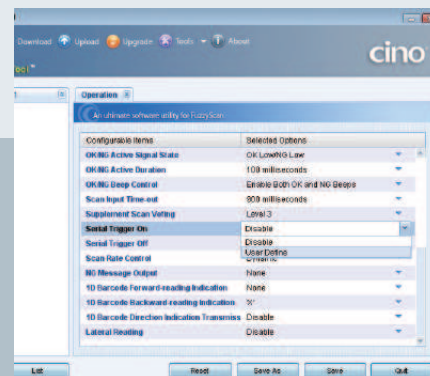 Download Upload Upgrade Tools About
cino
Operation
An ultimate software utility for FuzzyScan
Configurable Items Selected Options
OK/NG Active Signal State OK Low/NG Low
OK/NG Active Duration 100 milliseconds
OK/NG Beep Control Enable Both OK and NG Beeps
Scan Input Time-out 900 milliseconds
Supplement Scan Voting Level 3
Serial Trigger On Disable
Serial Trigger Off Disable
User Define
Scan Rate Control
NG Message Output None
1D Barcode Forward-reading Indication None
1D Barcode Backward-reading Indication
1D Barcode Direction Indication Transmiss Disable
Lateral Reading Disable
List Reset Save As Save Quit